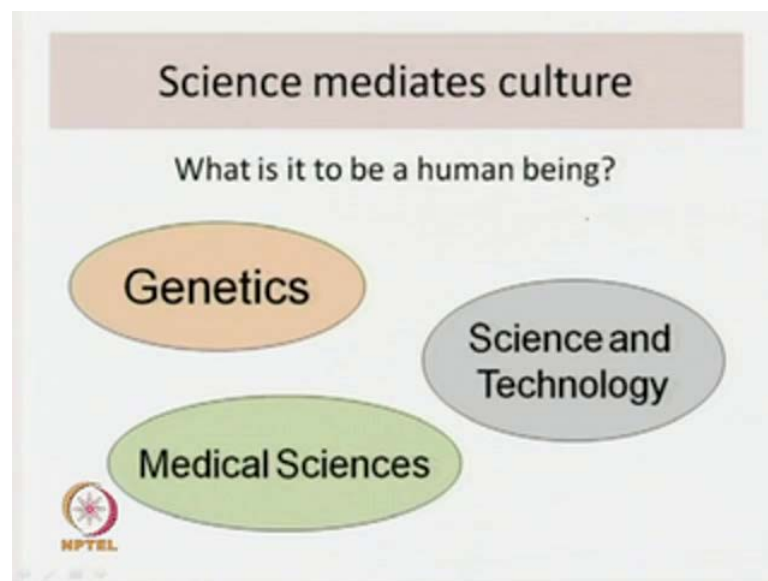 Science mediates culture
What is it to be a human being?
Genetics
Science and
Technology
Medical Sciences
NPTEL